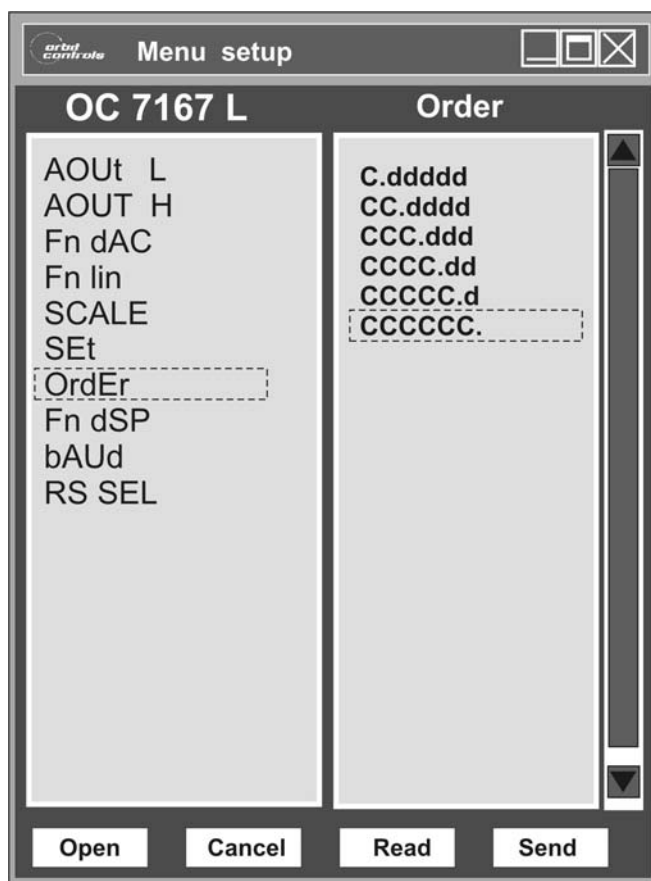 orbit
controls
Menu setup
OC 7167 L
Order
AOUt L
AOUT H
Fn dAC
Fn lin
SCALE
SEt
OrdEr
Fn dSP
bAUd
RS SEL
C.ddddd
CC.dddd
CCC.ddd
CCCC.dd
CCCCC.d
CCCCCC.
Open
Cancel
Read
Send